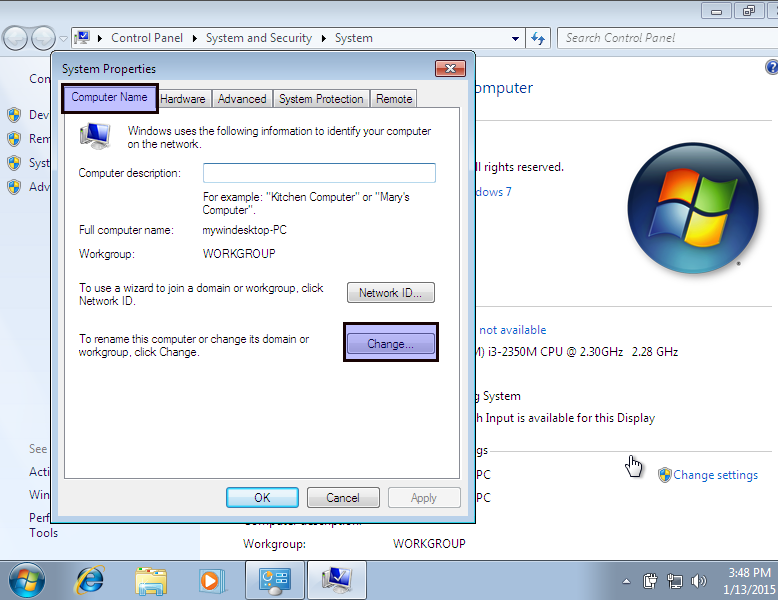 Control Panel
System and Security
System
Search Control Panel
Con
System Properties
omputer
Computer Name
Hardware
Advanced
System Protection
Remote
Dev
Rem
Syst
Adv
Windows uses the following information to identify your computer
on the network.
Computer description:
ll rights reserved.
dows 7
For example: "Kitchen Computer" or "Mary's
Computer".
Full computer name:
mywindesktop-PC
Workgroup:
WORKGROUP
To use a wizard to join a domain or workgroup, click
Network ID.
Network ID...
not available
To rename this computer or change its domain or
workgroup, click Change.
Change...
M) i3-2350M CPU @ 2.30GHz 2.28 GHz
g System
h Input is available for this Display
See
gs
Acti
PC
Change settings
Win
OK
Cancel
Apply
PC
Perf
Tools
Computer description:
Workgroup:
WORKGROUP
3:48 PM
1/13/2015